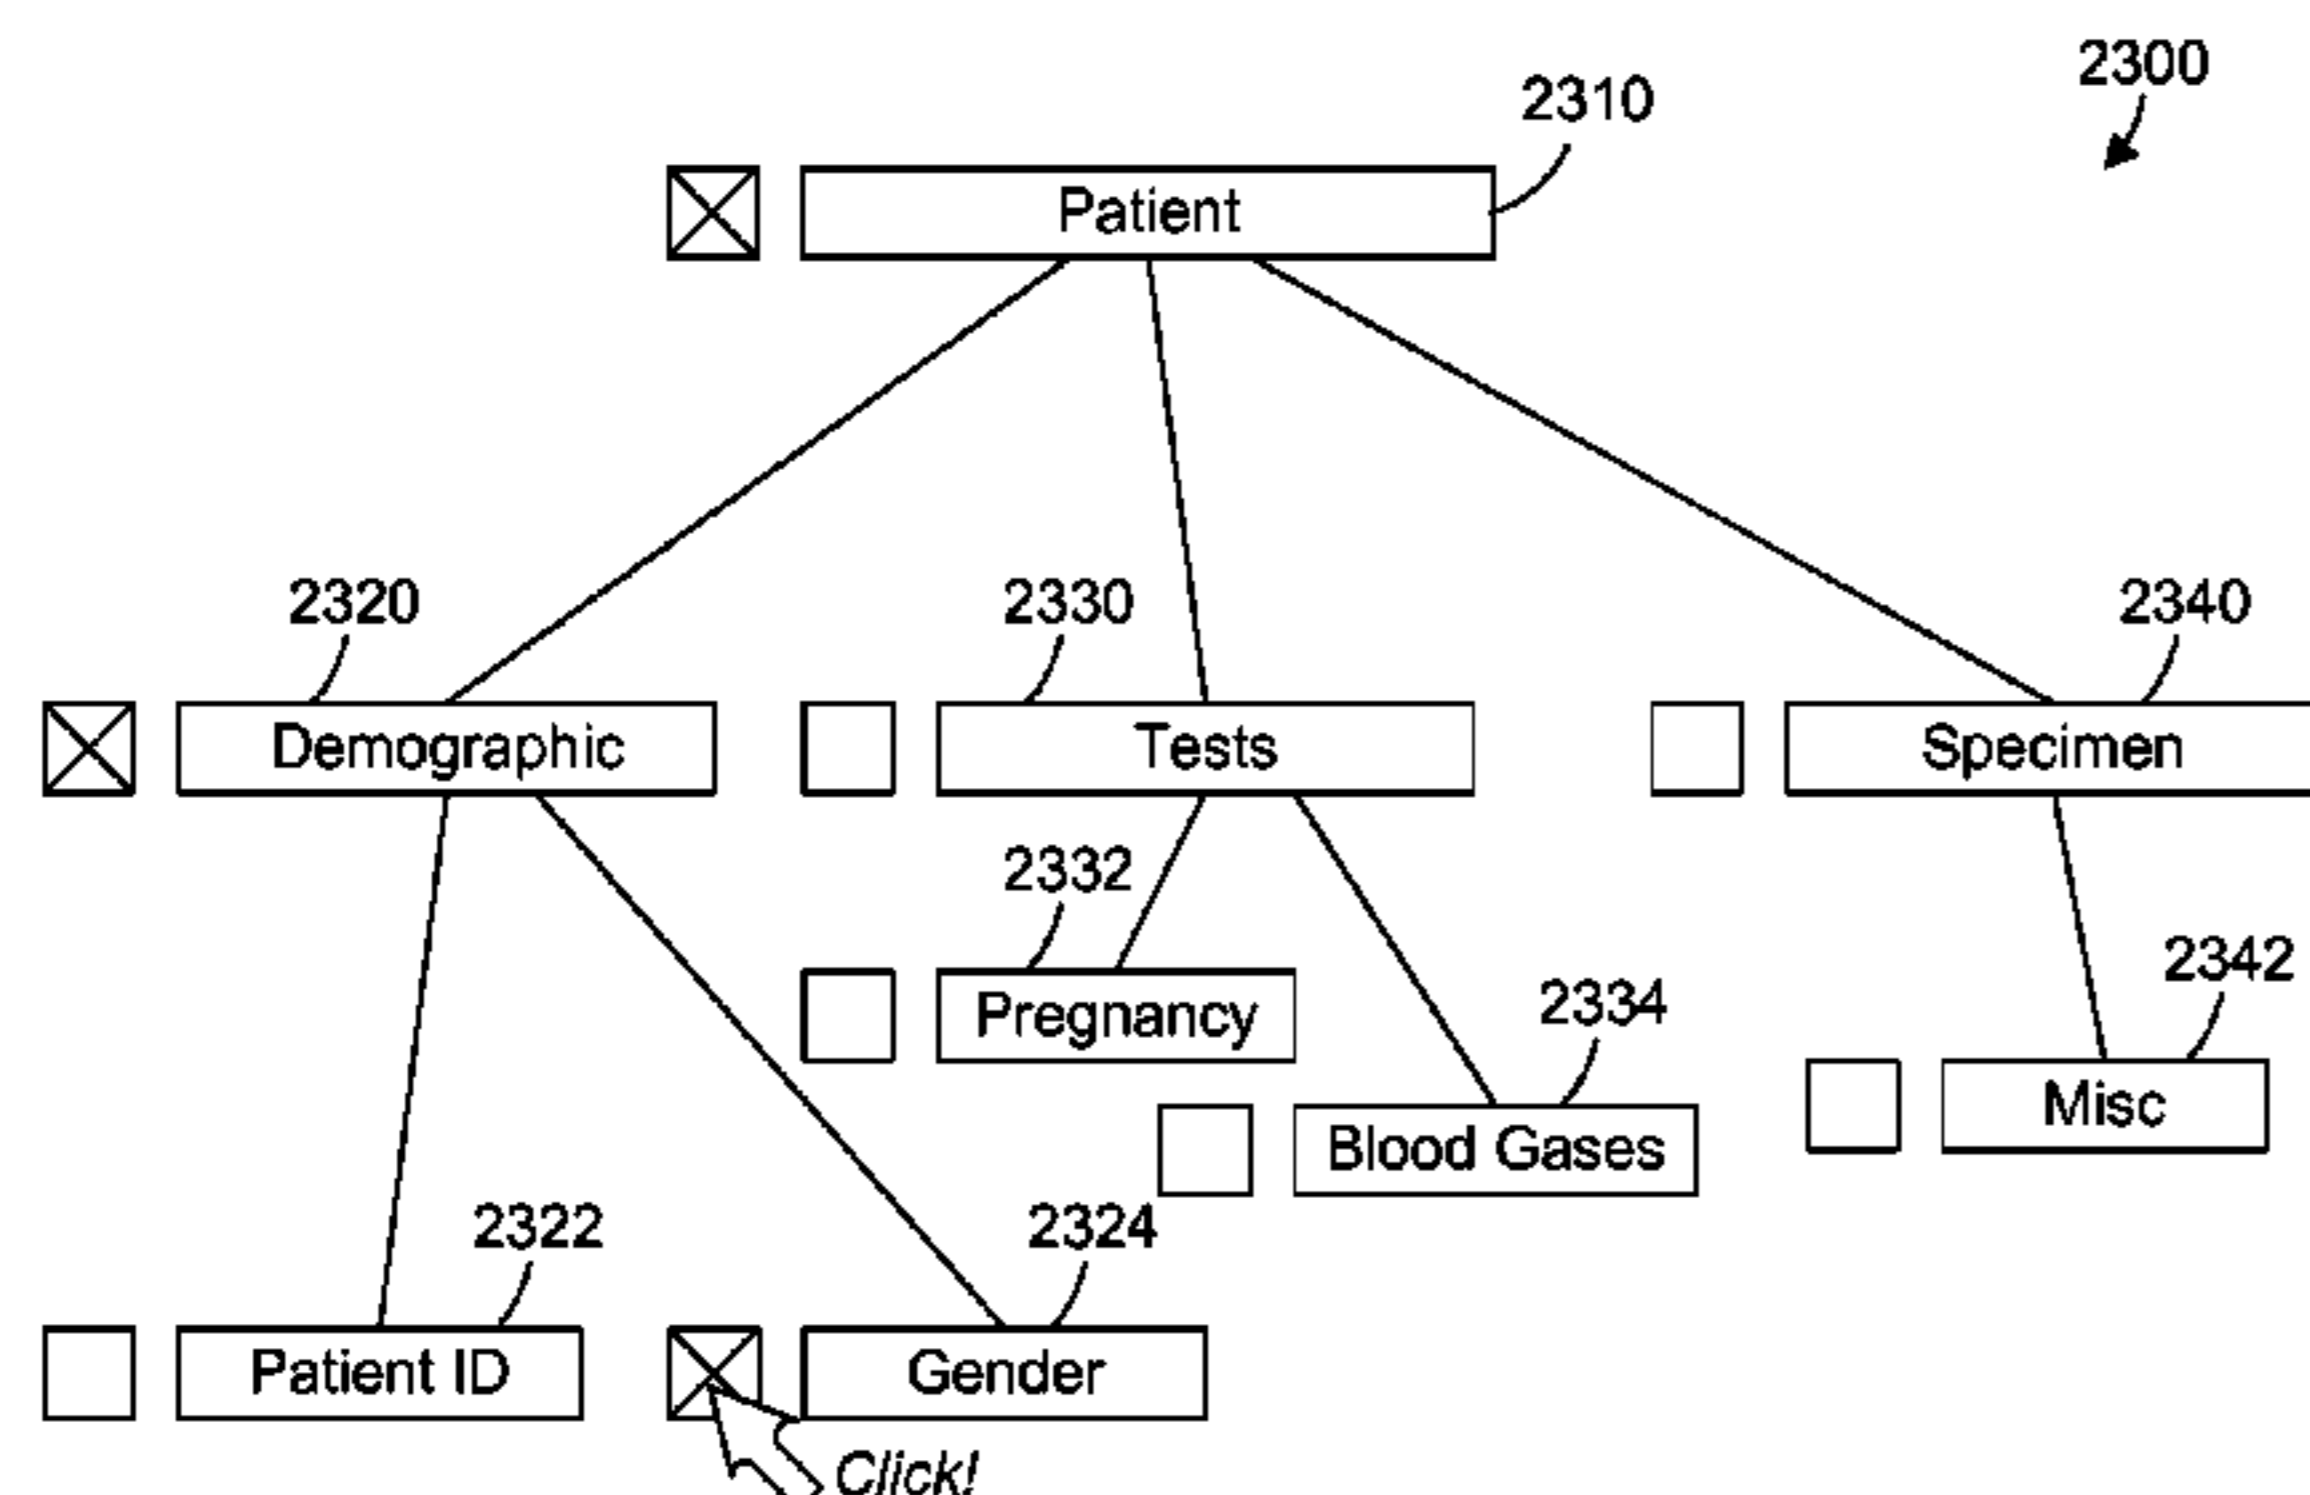 2300
2310
Patient
2320
2330
2340
Demographic
Tests
Specimen
2332
2342
Pregnancy
2334
Misc
Blood Gases
2322
2324
Patient ID
Gender
Click!